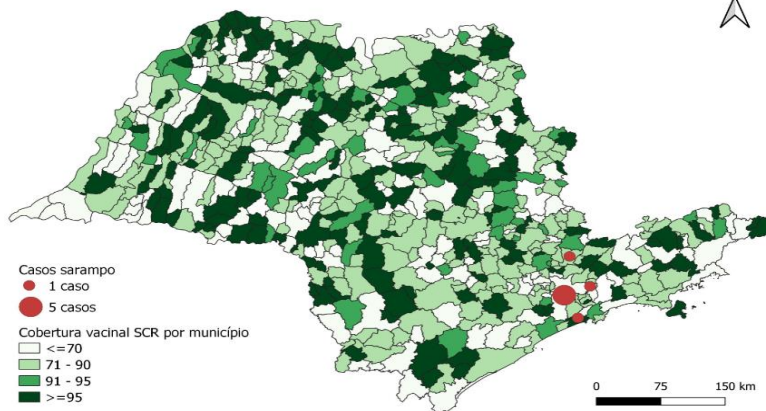 Casos sarampo
1 caso
5 casos
Cobertura vacinal SCR por município
<=70
71 - 90
91 - 95
>=95
0 75 150 km